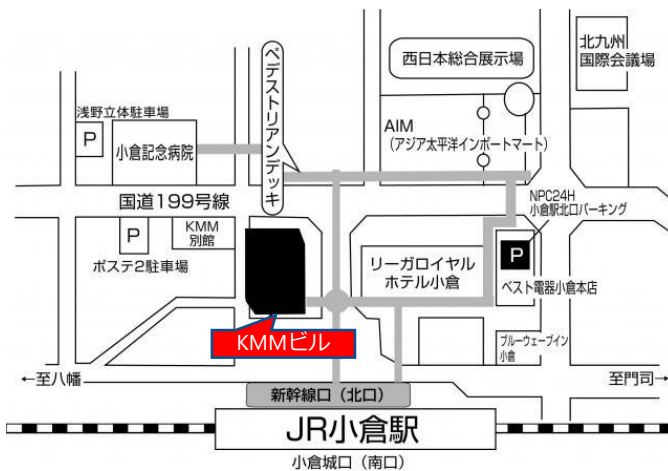 北九州
国際会議場
西日本総合展示場
ペデストリアンデッキ
浅野立体駐車場
P
小倉記念病院
AIM
(アジア太平洋インポートマート)
国道199号線
NPC24H
小倉駅北口パーキング
P
KMM
別館
ポステ2駐車場
リーガロイヤル
ホテル小倉
P
ベスト電器小倉本店
KMMビル
ブルーウェーブイン
小倉
←至八幡
至門司→
新幹線口(北口)
JR小倉駅
小倉城口(南口)